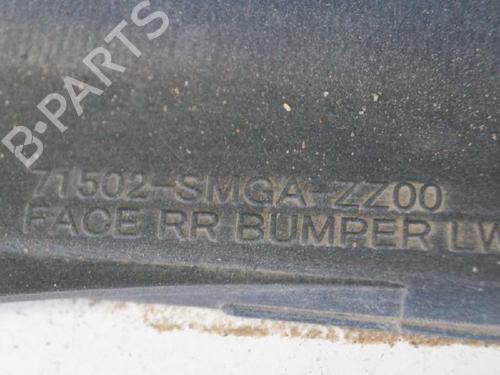 B-PARTS
71502-SMGA-ZZ00
FACE RR BUMPER LW